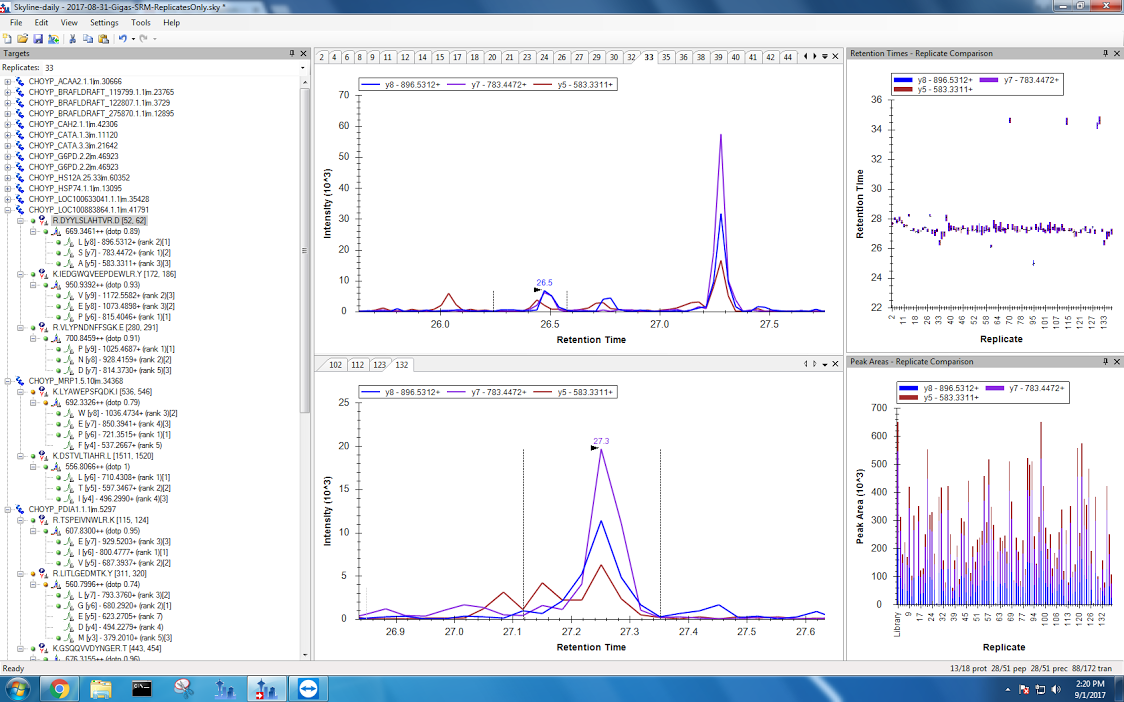 Skyline-daily - 2017-08-31-Gigas-SRM-ReplicatesOnly.sky *
File Edit View Settings Tools Help
Targets
Replicates: 33
CHOYP_ACAA2.1.1|m.30666
CHOYP_BRAFLDRAFT_119799.1.1|m.23765
CHOYP_BRAFLDRAFT_122807.1.1|m.3729
CHOYP_BRAFLDRAFT_275870.1.1|m.12895
CHOYP_CAH2.1.1|m.42306
CHOYP_CATA.1.3|m.11120
CHOYP_CATA.3.3|m.21642
CHOYP_G6PD.2.2|m.46923
CHOYP_G6PD.2.2|m.46923
CHOYP_HS12A.25.33|m.60352
CHOYP_HSP74.1.1|m.13095
CHOYP_LOC100633041.1.1|m.35428
CHOYP_LOC100883864.1.1|m.41791
R.DYYLSLAHTVR.D [52, 62]
669.3461++ (dotp 0.89)
L [y8] - 896.5312+ (rank 2)[1]
S [y7] - 783.4472+ (rank 1)[2]
A [y5] - 583.3311+ (rank 3)[3]
K.IEDGWQVEEPDEWLR.Y [172, 186]
950.9392++ (dotp 0.93)
V [y9] - 1172.5582+ (rank 2)[3]
E [y8] - 1073.4898+ (rank 3)[2]
P [y6] - 815.4046+ (rank 1)[1]
R.VLYPNDNFFSGK.E [280, 291]
700.8459++ (dotp 0.91)
P [y9] - 1025.4687+ (rank 1)[1]
N [y8] - 928.4159+ (rank 2)[2]
D [y7] - 814.3730+ (rank 5)[3]
CHOYP_MRP1.5.10|m.34368
K.LYAWEPSFQDK.I [536, 546]
692.3326++ (dotp 0.79)
W [y8] - 1036.4734+ (rank 3)[2]
E [y7] - 850.3941+ (rank 4)[3]
P [y6] - 721.3515+ (rank 1)[1]
F [y4] - 537.2667+ (rank 5)
K.DSTVLTIAHR.L [1511, 1520]
556.8066++ (dotp 1)
L [y6] - 710.4308+ (rank 1)[1]
T [y5] - 597.3467+ (rank 2)[2]
I [y4] - 496.2990+ (rank 4)[3]
CHOYP_PDIA1.1.1|m.5297
R.TSPEIVNWLR.K [115, 124]
607.8300++ (dotp 0.95)
E [y7] - 929.5203+ (rank 3)[1]
I [y6] - 800.4777+ (rank 1)[1]
V [y5] - 687.3937+ (rank 2)[2]
R.LITLGEDMTK.Y [311, 320]
560.7996++ (dotp 0.74)
L [y7] - 793.3760+ (rank 3)[2]
G [y6] - 680.2920+ (rank 2)[1]
E [y5] - 623.2705+ (rank 7)
D [y4] - 494.2279+ (rank 4)
M [y3] - 379.2010+ (rank 5)[3]
K.GSQQVVDYNGER.T [443, 454]
676.3155++ (dotp 0.96)
2 4 6 8 9 11 12 14 15 17 18 20 21 24 26 27 29 30 32 33 35 36 38 39 40 41 42 44
y8 - 896.5312+ y7 - 783.4472+ y5 - 583.3311+
Intensity (10^3)
70
60
50
40
30
20
10
0
26.5
26.0 26.5 27.0 27.5
Retention Time
102 112 123 132
y8 - 896.5312+ y7 - 783.4472+ y5 - 583.3311+
Intensity (10^3)
25
20
15
10
5
0
27.3
26.9 27.0 27.1 27.2 27.3 27.4 27.5 27.6
Retention Time
Retention Times - Replicate Comparison
y8 - 896.5312+ y7 - 783.4472+
y5 - 583.3311+
Retention Time
36
34
32
30
28
26
24
22
2 11 18 26 33 40 46 52 58 64 70 78 85 95 101 107 115 121 127 133
Replicate
Peak Areas - Replicate Comparison
y8 - 896.5312+ y7 - 783.4472+
y5 - 583.3311+
Peak Area (10^3)
700
600
500
400
300
200
100
0
Library 9 17 24 32 38 45 51 57 63 69 77 84 94 100 106 114 120 126 132
Replicate
Ready
13/18 prot 28/51 pep 28/51 prec 88/172 tran
2:20 PM
9/1/2017